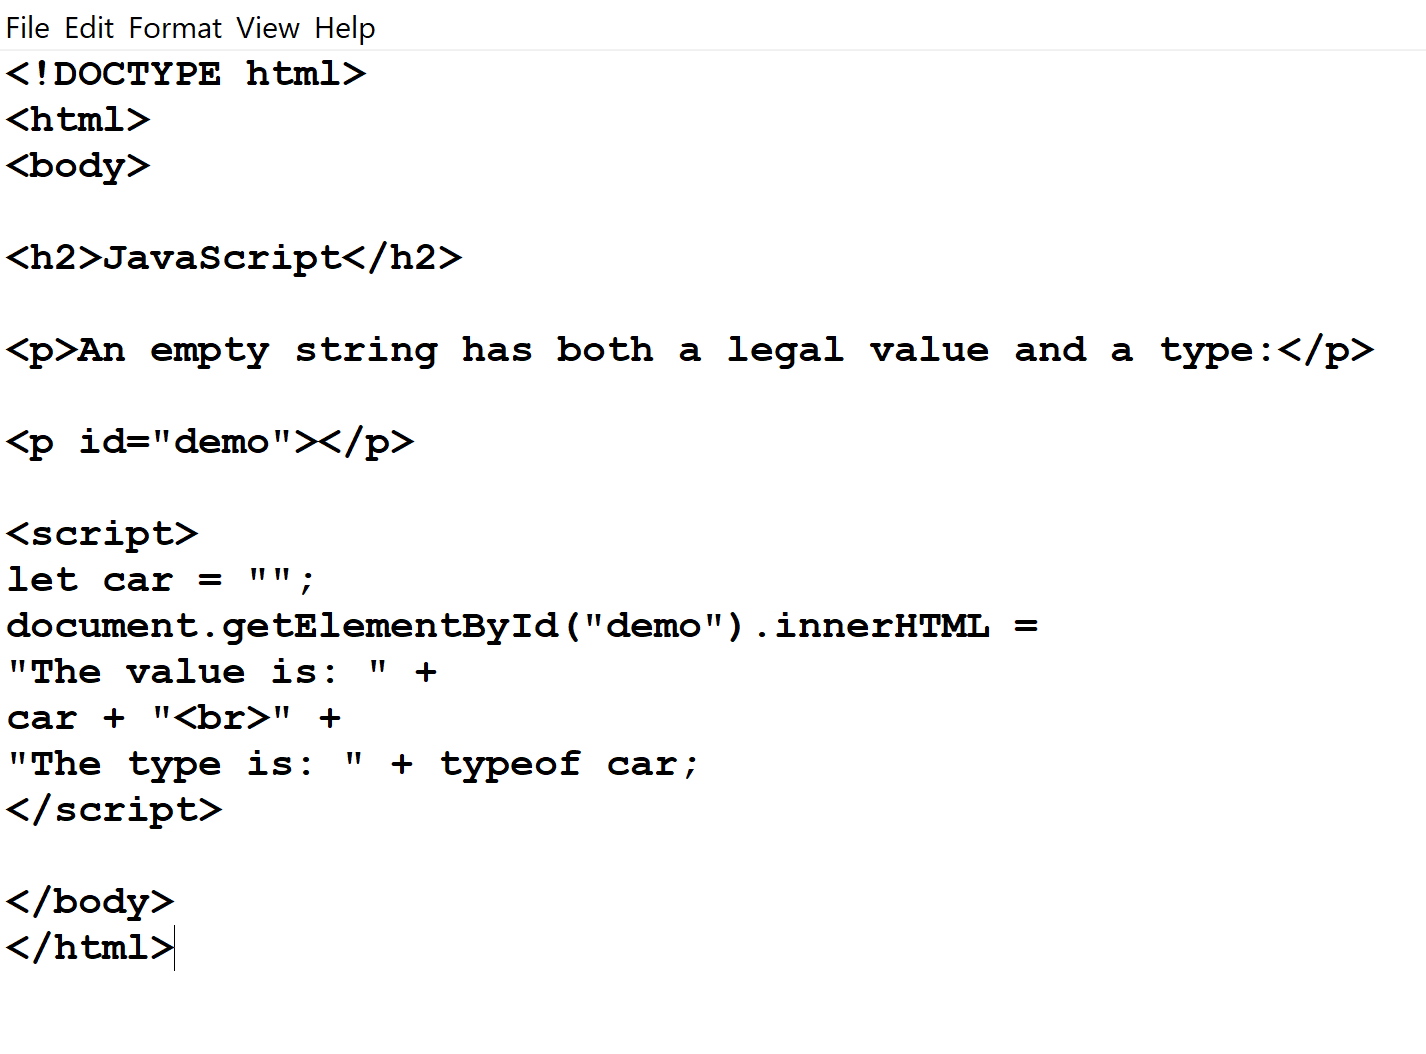 File Edit Format View Help
<!DOCTYPE html>
<html>
<body>
<h2>JavaScript</h2>
<p>An empty string has both a legal value and a type:</p>
<p id="demo"></p>
<script>
let car = "";
document.getElementById("demo").innerHTML =
"The value is: " +
car + "<br>" +
"The type is: " + typeof car;
</script>
</body>
</html>